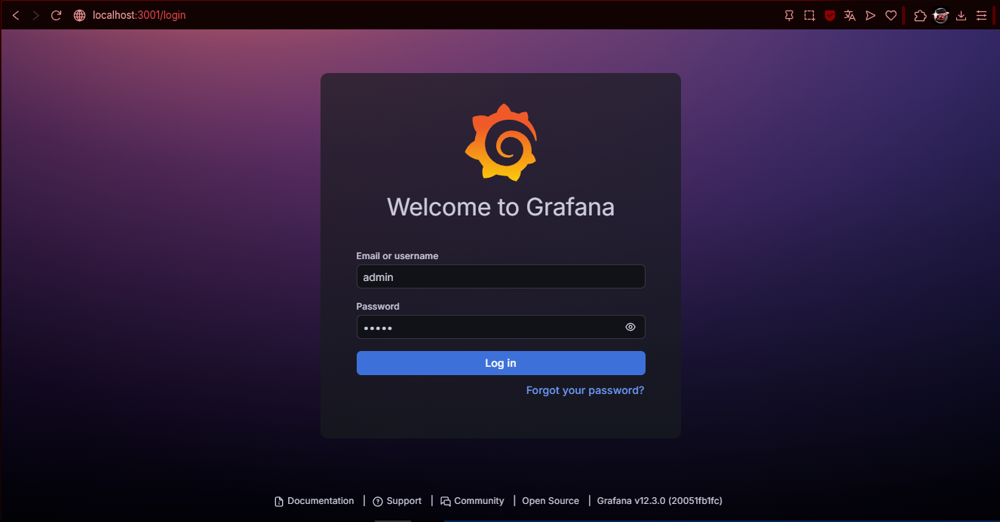 localhost:3001/login
Welcome to Grafana
Email or username
admin
Password
•••••
Log in
Forgot your password?
Documentation | Support | Community | Open Source | Grafana v12.3.0 (20051fb1fc)